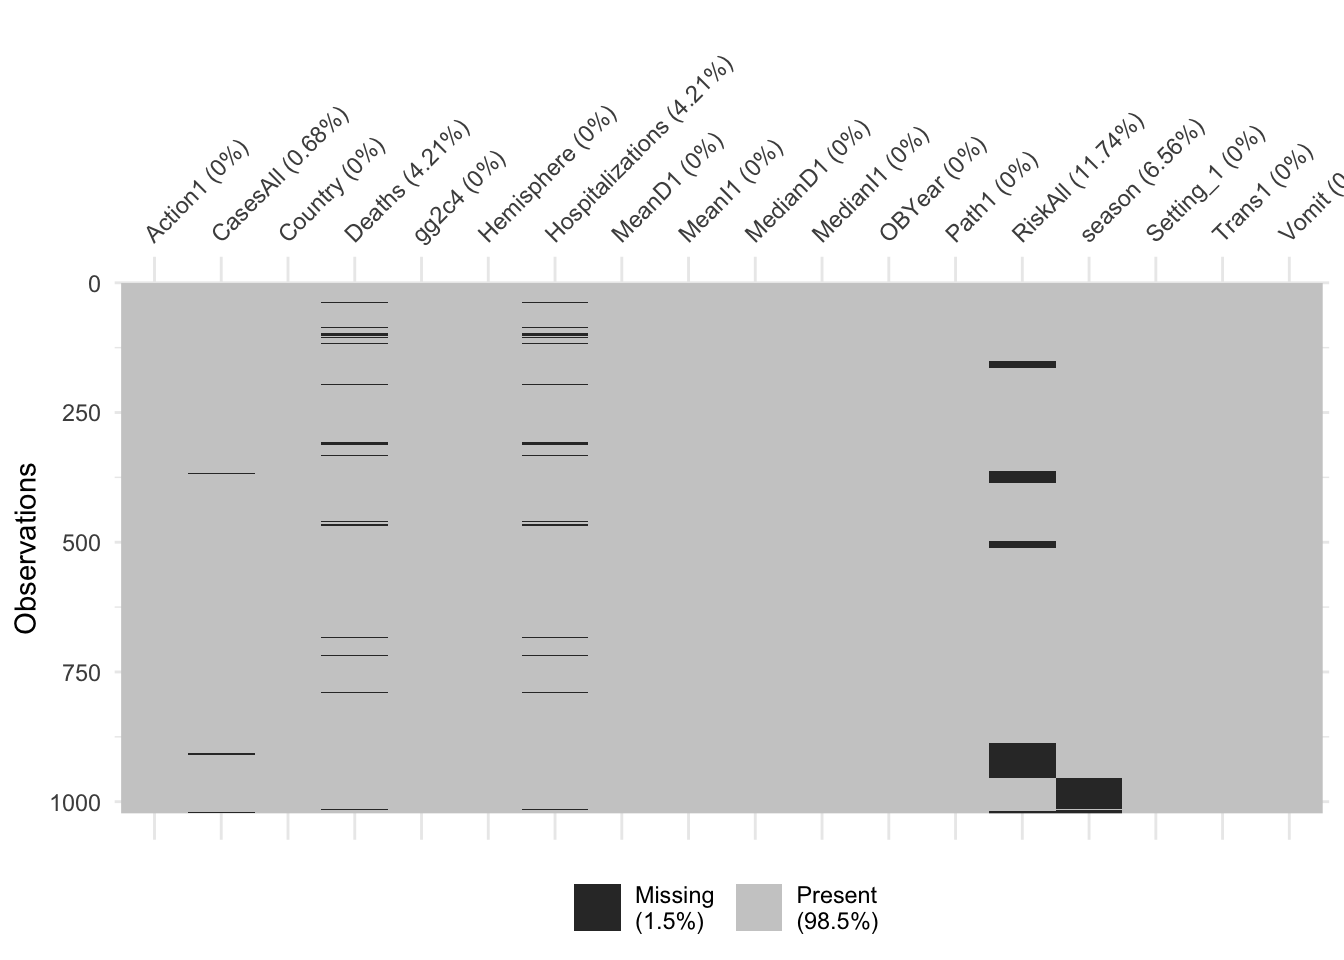 Action1 (0%)
CasesAll (0.68%)
Country (0%)
Deaths (4.21%)
gg2c4 (0%)
Hemisphere (0%)
Hospitalizations (4.21%)
MeanD1 (0%)
MeanI1 (0%)
MedianD1 (0%)
MedianI1 (0%)
OBYear (0%)
Path1 (0%)
RiskAll (11.74%)
season (6.56%)
Setting_1 (0%)
Trans1 (0%)
Vomit (0
0
250
500
750
1000
Observations
Missing
(1.5%)
Present
(98.5%)